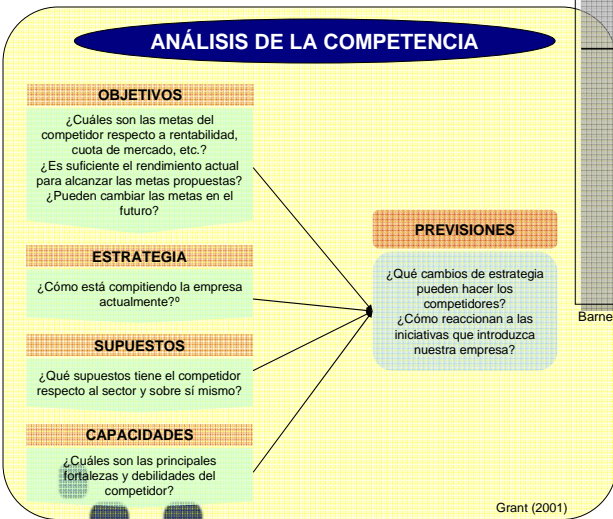 ANÁLISIS DE LA COMPETENCIA
OBJETIVOS
¿Cuáles son las metas del
competidor respecto a rentabilidad,
cuota de mercado, etc.?
¿Es suficiente el rendimiento actual
para alcanzar las metas propuestas?
¿Pueden cambiar las metas en el
futuro?
ESTRATEGIA
¿Cómo está compitiendo la empresa
actualmente?º
SUPUESTOS
¿Qué supuestos tiene el competidor
respecto al sector y sobre sí mismo?
CAPACIDADES
¿Cuáles son las principales
fortalezas y debilidades del
competidor?
PREVISIONES
¿Qué cambios de estrategia
pueden hacer los
competidores?
¿Cómo reaccionan a las
iniciativas que introduzca
nuestra empresa?
Barne
Grant (2001)